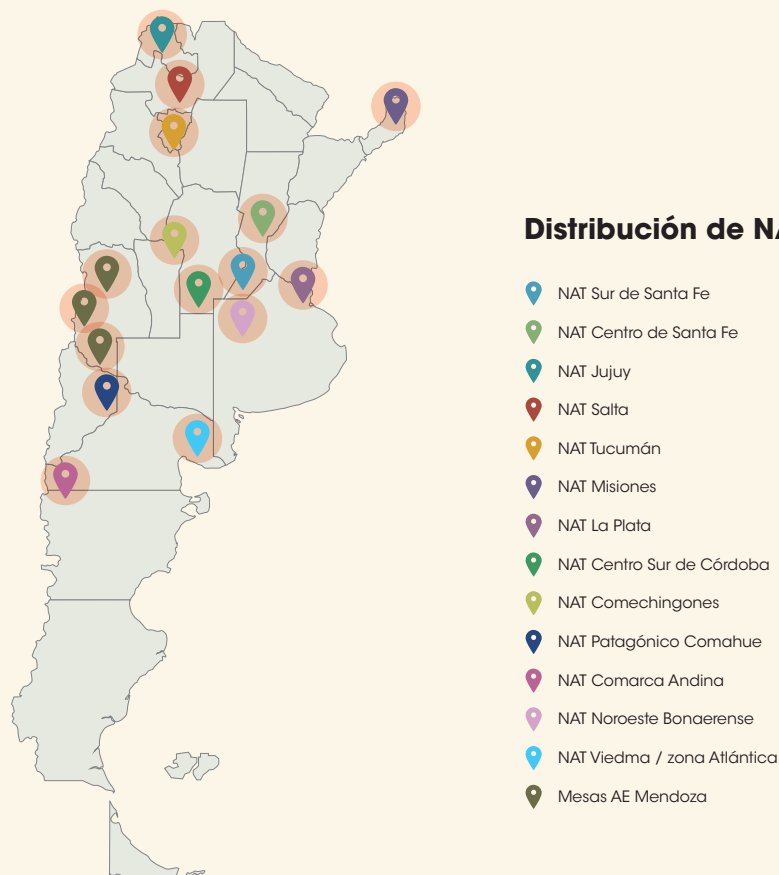 Distribución de NA
NAT Sur de Santa Fe
NAT Centro de Santa Fe
NAT Jujuy
NAT Salta
NAT Tucumán
NAT Misiones
NAT La Plata
NAT Centro Sur de Córdoba
NAT Comechingones
NAT Patagónico Comahue
NAT Comarca Andina
NAT Noroeste Bonaerense
NAT Viedma / zona Atlántica
Mesas AE Mendoza